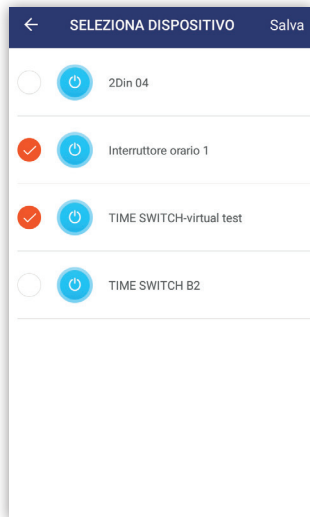 SELEZIONA DISPOSITIVO Salva
2Din 04
Interruttore orario 1
TIME SWITCH-virtual test
TIME SWITCH B2